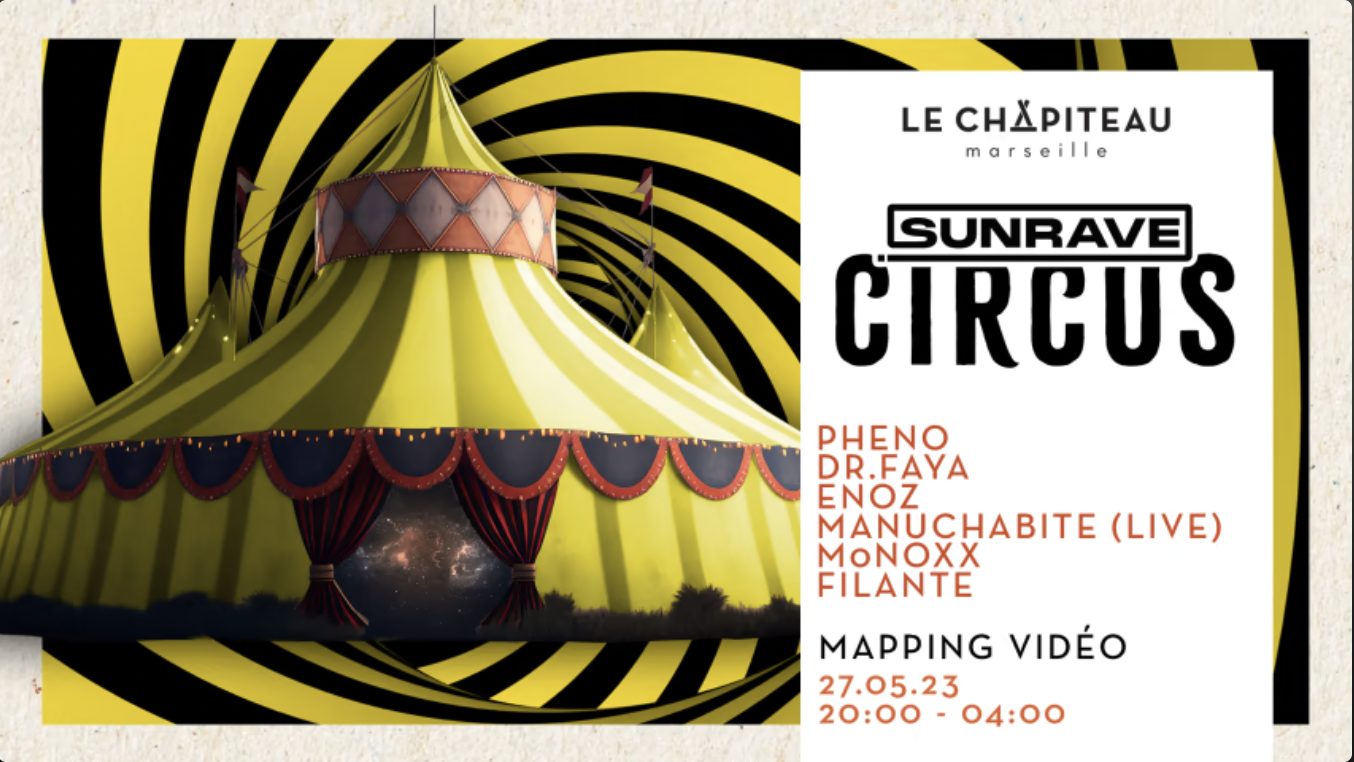 LE CHAPITEAU
marseille
SUNRAVE
CIRCUS
PHENO
DR.FAYA
ENOZ
MANUCHABITE (LIVE)
MoNOXX
FILANTE
MAPPING VIDÉO
27.05.23
20:00 - 04:00